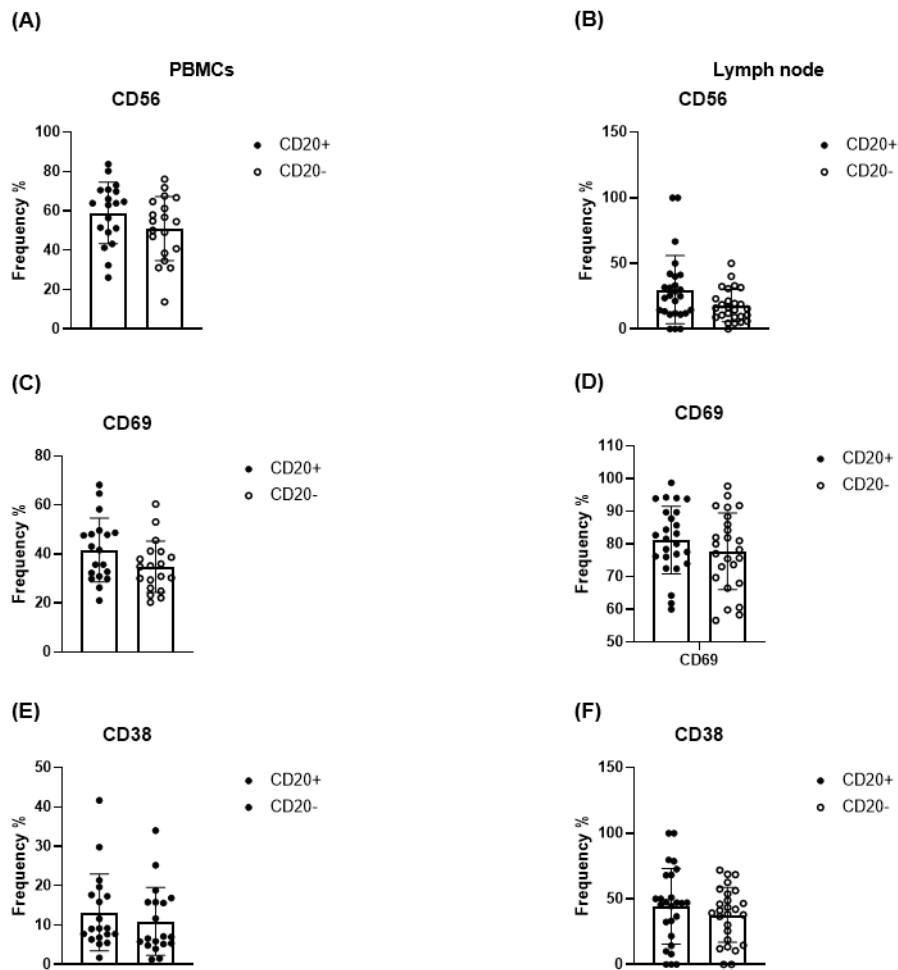 (A)
(B)
PBMCs
Lymph node
CD56
100
80
60
40
20
0
Frequency %
CD20+
CD20-
CD56
150
100
50
0
Frequency %
CD20+
CD20-
(C)
(D)
CD69
80
60
40
20
0
Frequency %
CD20+
CD20-
CD69
110
100
90
80
70
60
50
Frequency %
CD69
CD20+
CD20-
(E)
(F)
CD38
50
40
30
20
10
0
Frequency %
CD20+
CD20-
CD38
150
100
50
0
Frequency %
CD20+
CD20-